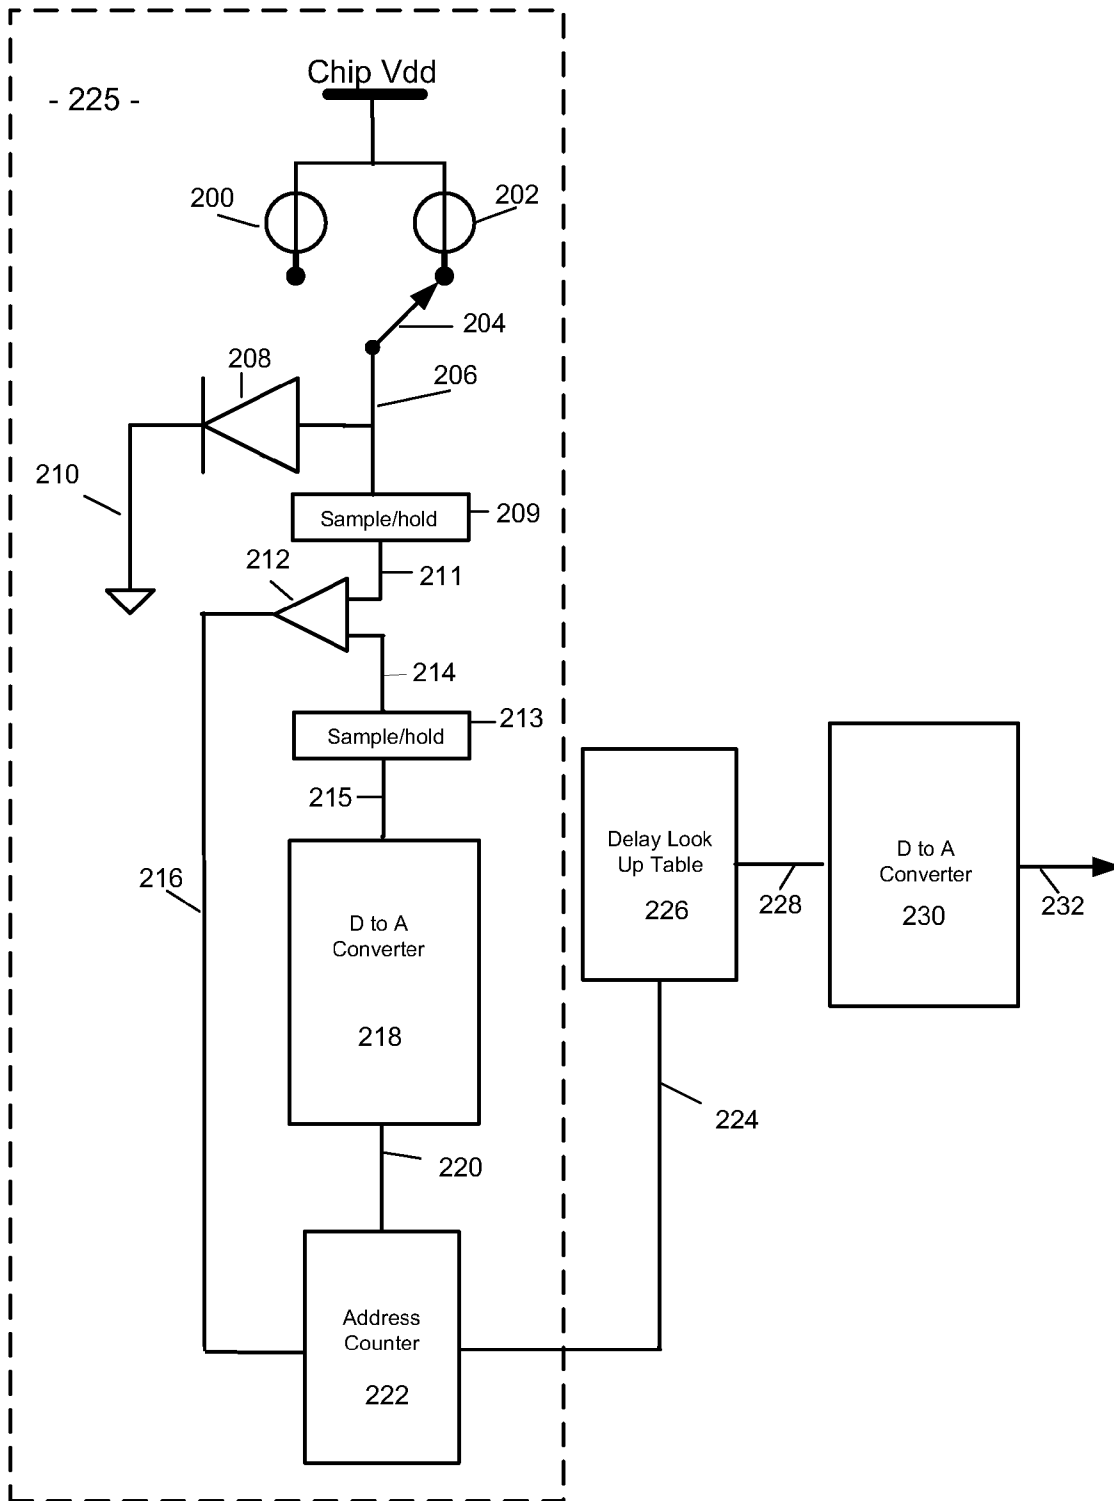 Chip Vdd
- 225 -
200
202
204
208
206
210
Sample/hold
209
212
211
214
Sample/hold
213
215
216
D to A
Converter
218
Delay Look
Up Table
226
228
D to A
Converter
230
232
224
220
Address
Counter
222